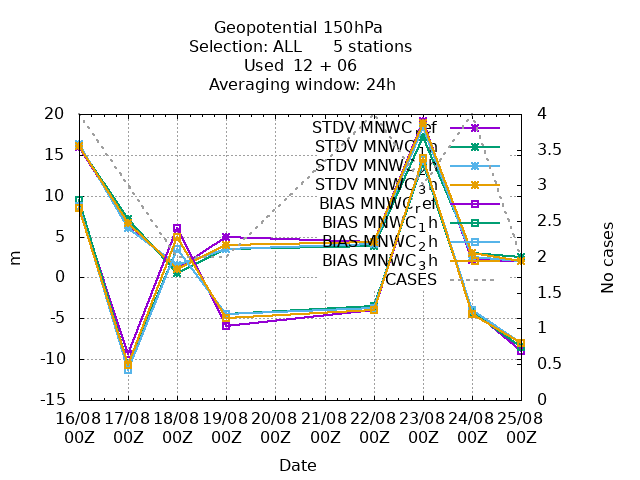 Geopotential 150hPa
Selection: ALL      5 stations
Used  12 + 06
Averaging window: 24h
20
15
10
5
0
-5
-10
-15
m
4
3.5
3
2.5
2
1.5
1
0.5
0
No cases
STDV MNWC_ref
STDV MNWC_1h
STDV MNWC_2h
STDV MNWC_3h
BIAS MNWC_ref
BIAS MNWC_1h
BIAS MNWC_2h
BIAS MNWC_3h
CASES
16/08 17/08 18/08 19/08 20/08 21/08 22/08 23/08 24/08 25/08
00Z 00Z 00Z 00Z 00Z 00Z 00Z 00Z 00Z 00Z
Date